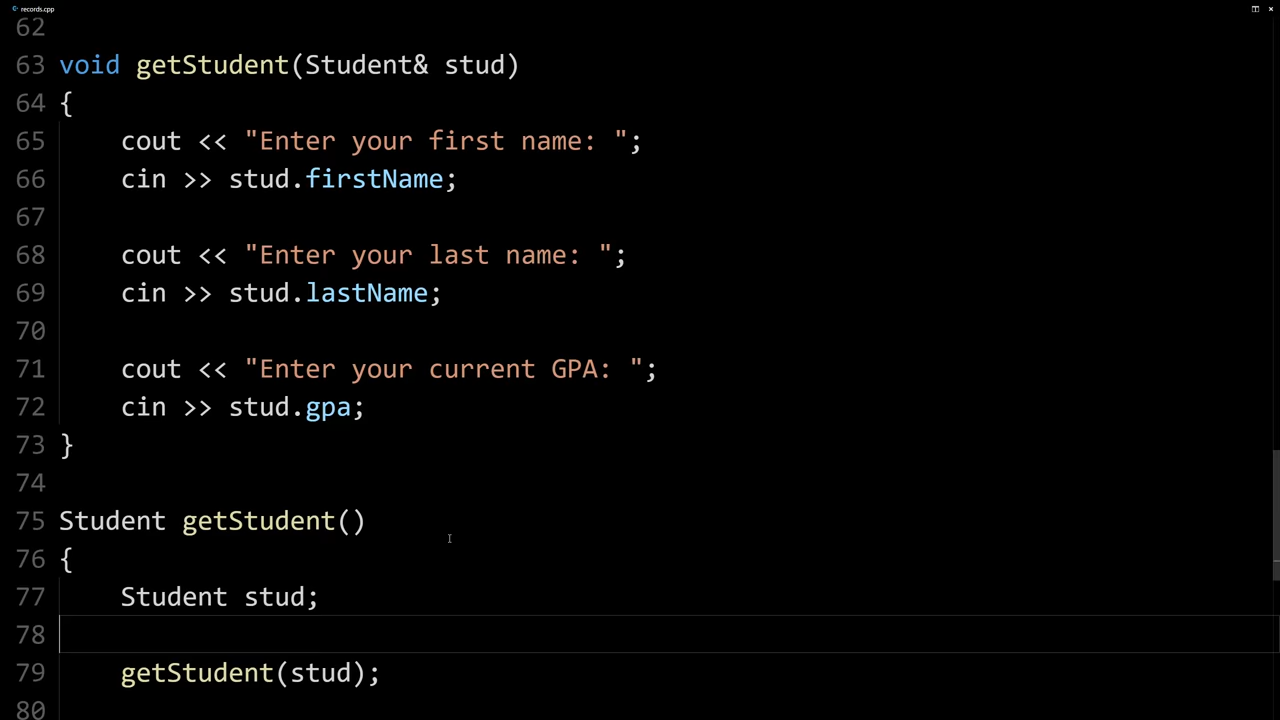 records.cpp
62
63 void getStudent(Student& stud)
64 {
65 cout << "Enter your first name: ";
66 cin >> stud.firstName;
67
68 cout << "Enter your last name: ";
69 cin >> stud.lastName;
70
71 cout << "Enter your current GPA: ";
72 cin >> stud.gpa;
73 }
74
75 Student getStudent()
76 {
77 Student stud;
78
79 getStudent(stud);
80